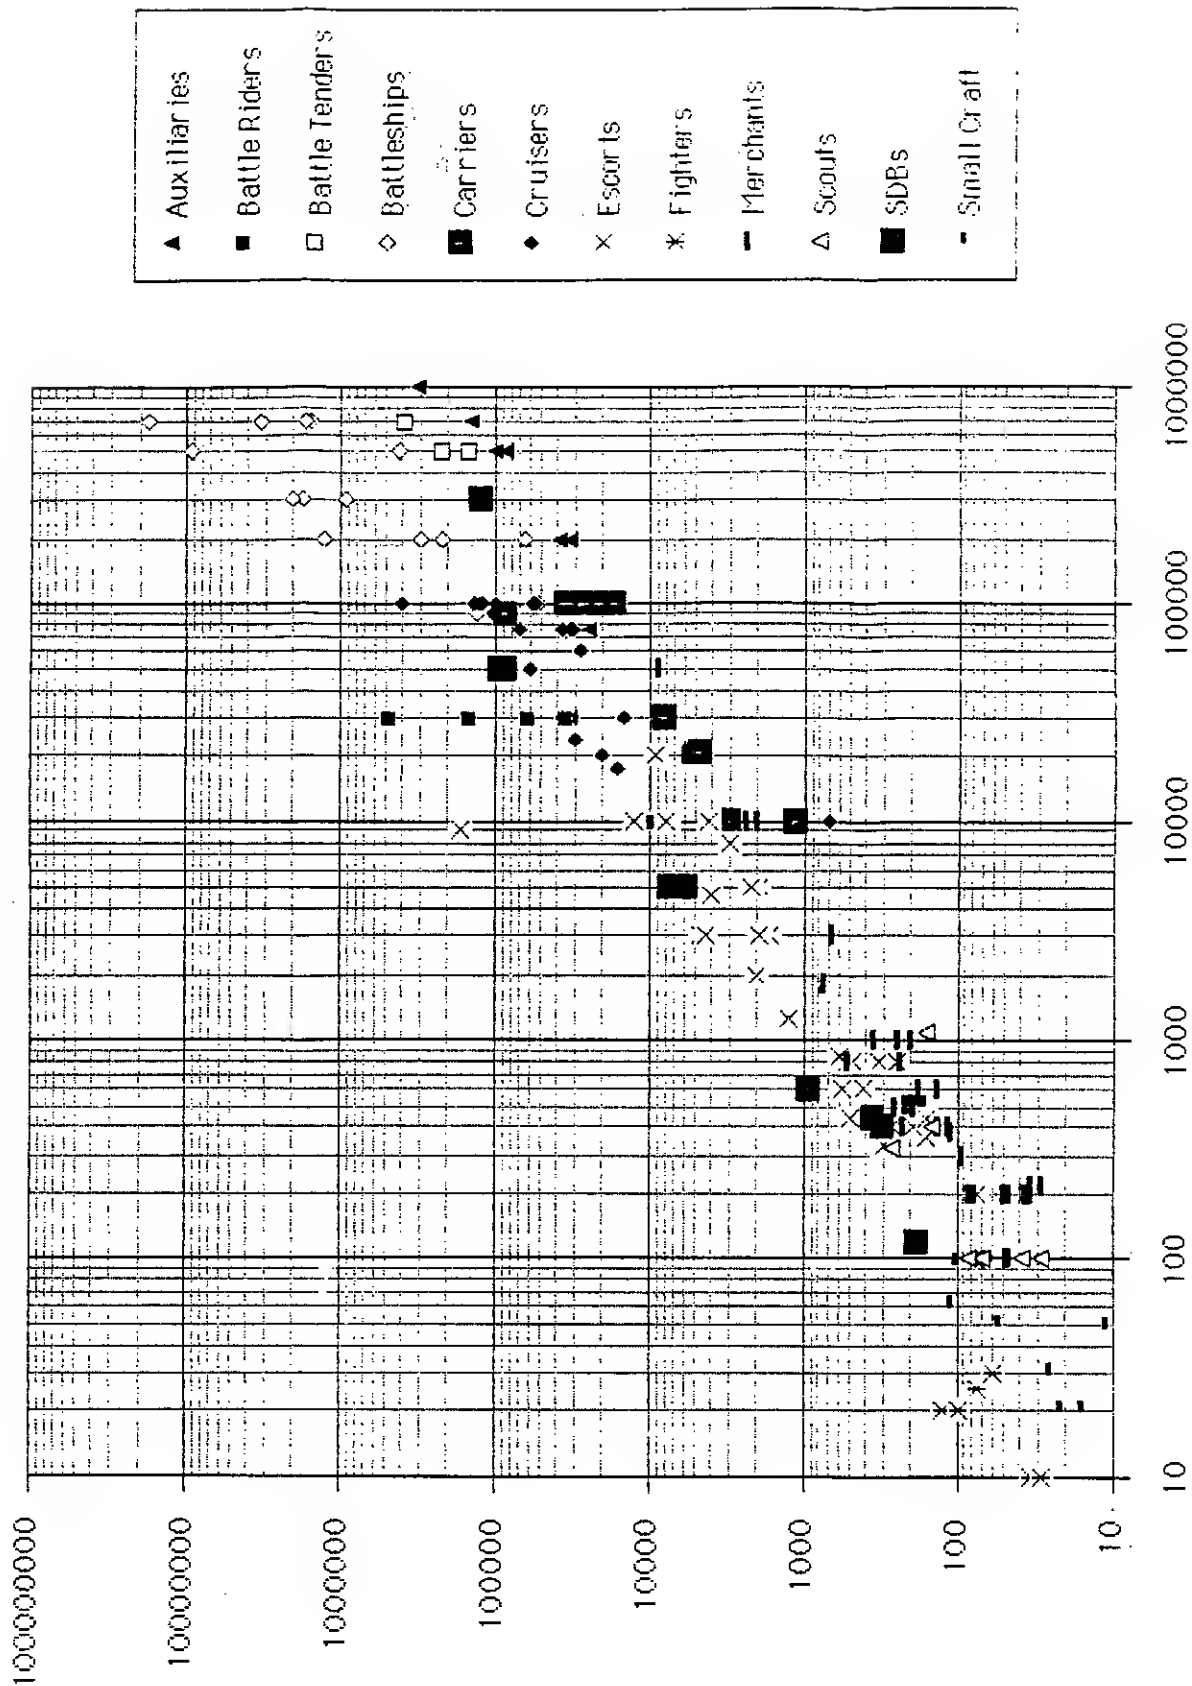 100000000
10000000
1000000
100000
10000
1000
100
10
10
100
1000
10000
100000
1000000
Auxiliaries
Battle Riders
Battle Tenders
Battleships
Carriers
Cruisers
Escorts
Fighters
Merchants
Scouts
SDBs
Small Craft